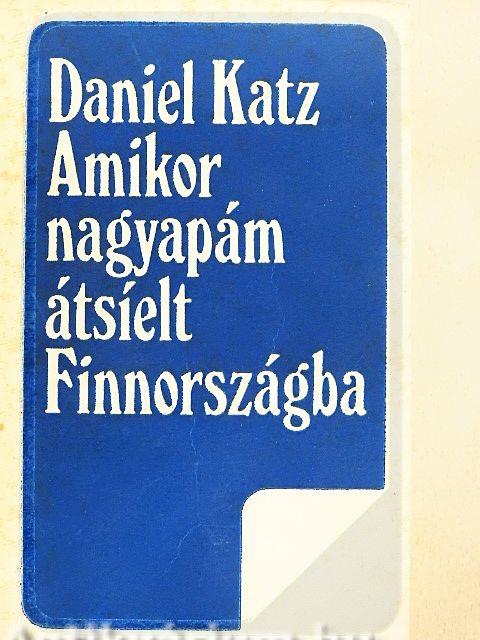 Daniel Katz
Amikor
nagyapám
átsíelt
Finnországba